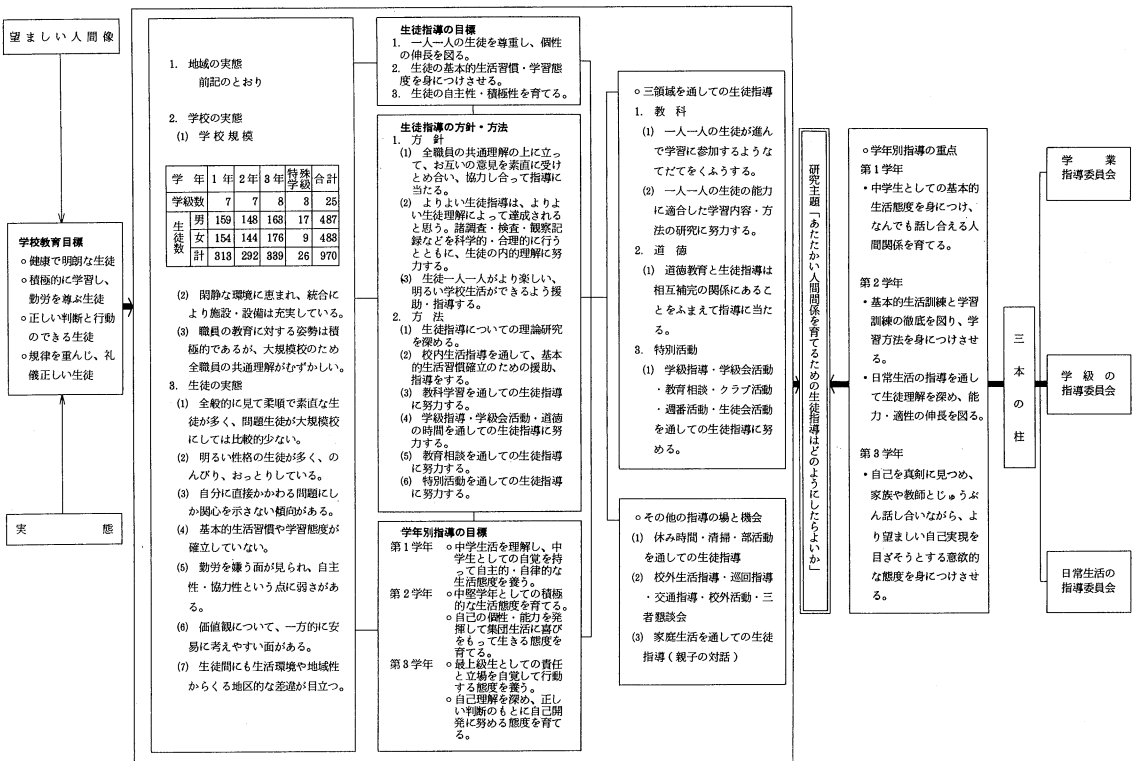 望ましい人間像
学校教育目標
○健康で明朗な生徒
○積極的に学習し、
勤労を尊ぶ生徒
○正しい判断と行動
のできる生徒
○規律を重んじ、礼
儀正しい生徒
実態
1. 地域の実態
前記のとおり
2. 学校の実態
(1) 学校規模
学年 1年 2年 3年 特殊学級 合計
学級数 7 7 8 3 25
生徒数 男 159 148 163 17 487
女 154 144 176 9 483
計 313 292 339 26 970
(2) 閑静な環境に恵まれ、統合に
より施設・設備は充実している。
(3) 職員の教育に対する姿勢は積
極的であるが、大規模校のため
全職員の共通理解がむずかしい。
3. 生徒の実態
(1) 全般的に見て柔順で素直な生
徒が多く、問題生徒が大規模校
にしては比較的少ない。
(2) 明るい性格の生徒が多く、の
んびり、おっとりしている。
(3) 自分に直接かかわる問題にし
か関心を示さない傾向がある。
(4) 基本的生活習慣や学習態度が
確立していない。
(5) 勤労を嫌う面が見られ、自主
性・協力性という点に弱さがあ
る。
(6) 価値観について、一方的に安
易に考えやすい面がある。
(7) 生徒間にも生活環境や地域性
からくる地区的な差違が目立つ。
生徒指導の目標
1. 一人一人の生徒を尊重し、個性
の伸長を図る。
2. 生徒の基本的生活習慣・学習態
度を身につけさせる。
3. 生徒の自主性・積極性を育てる。
生徒指導の方針・方法
1. 方針
(1) 全職員の共通理解の上に立っ
て、お互いの意見を素直に受け
とめ合い、協力し合って指導に
当たる。
(2) よりよい生徒指導は、よりよ
い生徒理解によって達成される
と思う。諸調査・検査・観察記
録などを科学的・合理的に行う
とともに、生徒の内的理解に努
力する。
(3) 生徒一人一人がより楽しい、
明るい学校生活ができるよう援
助・指導する。
2. 方法
(1) 生徒指導についての理論研究
を深める。
(2) 校内生活指導を通して、基本
的生活習慣確立のための援助、
指導をする。
(3) 教科学習を通しての生徒指導
に努力する。
(4) 学級指導・学級会活動・道徳
の時間を通しての生徒指導に努
力する。
(5) 教育相談を通しての生徒指導
に努力する。
(6) 特別活動を通しての生徒指導
に努力する。
学年別指導の目標
第1学年 ○中学生活を理解し、中
学生としての自覚を持
って自主的・自律的な
生活態度を養う。
第2学年 ○中堅学年としての積極
的な生活態度を育てる。
○自己の個性・能力を発
揮して集団生活に喜び
をもって生きる態度を
育てる。
第3学年 ○最上級生としての責任
と立場を自覚して行動
する態度を養う。
○自己理解を深め、正し
い判断のもとに自己開
発に努める態度を育て
る。
○三領域を通しての生徒指導
1. 教科
(1) 一人一人の生徒が進ん
で学習に参加するような
てだてをくふうする。
(2) 一人一人の生徒の能力
に適合した学習内容・方
法の研究に努力する。
2. 道徳
(1) 道徳教育と生徒指導は
相互補完の関係にあるこ
とをふまえて指導に当た
る。
3. 特別活動
(1) 学級指導・学級会活動
・教育相談・クラブ活動
・週番活動・生徒会活動
を通しての生徒指導に努
める。
○その他の指導の場と機会
(1) 休み時間・清掃・部活動
を通しての生徒指導
(2) 校外生活指導・巡回指導
・交通指導・校外活動・三
者懇談会
(3) 家庭生活を通しての生徒
指導(親子の対話)
研究主題「あたたかい人間関係を育てるための生徒指導はどのようにしたらよいか」
○学年別指導の重点
第1学年
・中学生としての基本的
生活態度を身につけ、
なんでも話し合える人
間関係を育てる。
第2学年
・基本的生活訓練と学習
訓練の徹底を図り、学
習方法を身につけさせ
る。
・日常生活の指導を通し
て生徒理解を深め、能
力・適性の伸長を図る。
第3学年
・自己を真剣に見つめ、
家族や教師とじゅうぶ
ん話し合いながら、よ
り望ましい自己実現を
目ざそうとする意欲的
な態度を身につけさせ
る。
三本の柱
学業
指導委員会
学級の
指導委員会
日常生活の
指導委員会